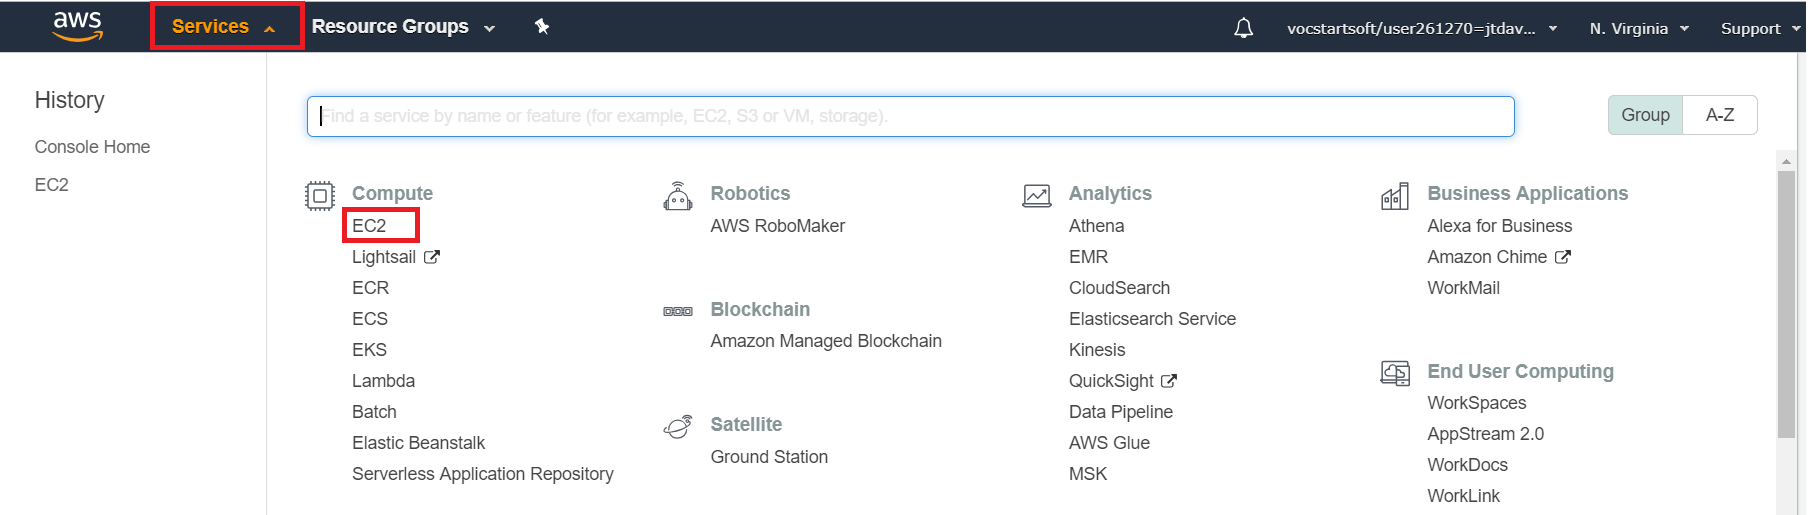 aws
Services
Resource Groups
vocstartsoft/user261270=jtdav...
N. Virginia
Support
History
Console Home
EC2
Find a service by name or feature (for example, EC2, S3 or VM, storage).
Group
A-Z
Compute
EC2
Lightsail
ECR
ECS
EKS
Lambda
Batch
Elastic Beanstalk
Serverless Application Repository
Robotics
AWS RoboMaker
Blockchain
Amazon Managed Blockchain
Satellite
Ground Station
Analytics
Athena
EMR
CloudSearch
Elasticsearch Service
Kinesis
QuickSight
Data Pipeline
AWS Glue
MSK
Business Applications
Alexa for Business
Amazon Chime
WorkMail
End User Computing
WorkSpaces
AppStream 2.0
WorkDocs
WorkLink